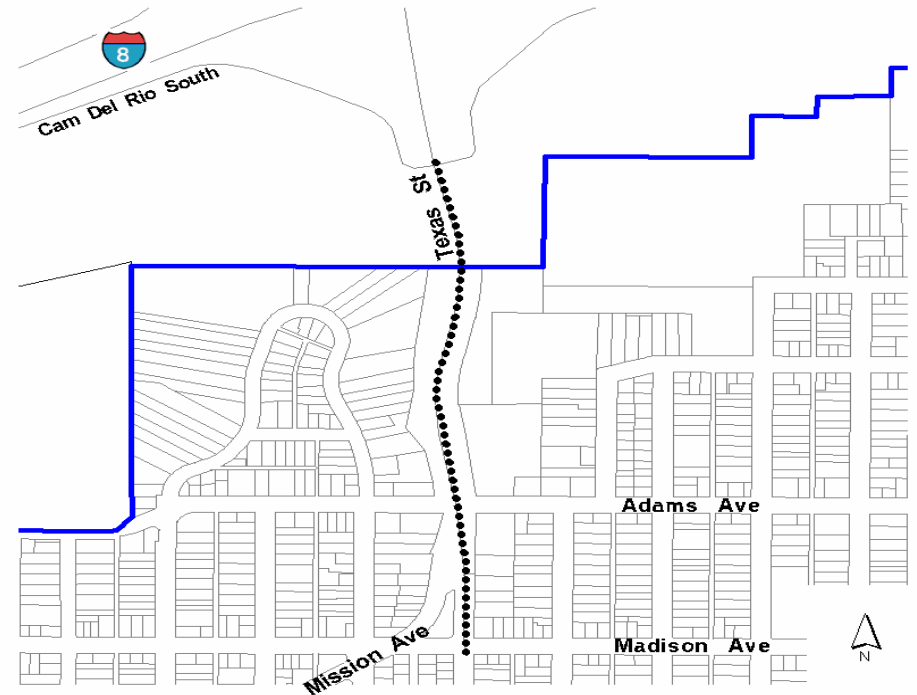 8
Cam Del Rio South
Texas St
Adams Ave
Mission Ave
Madison Ave
N